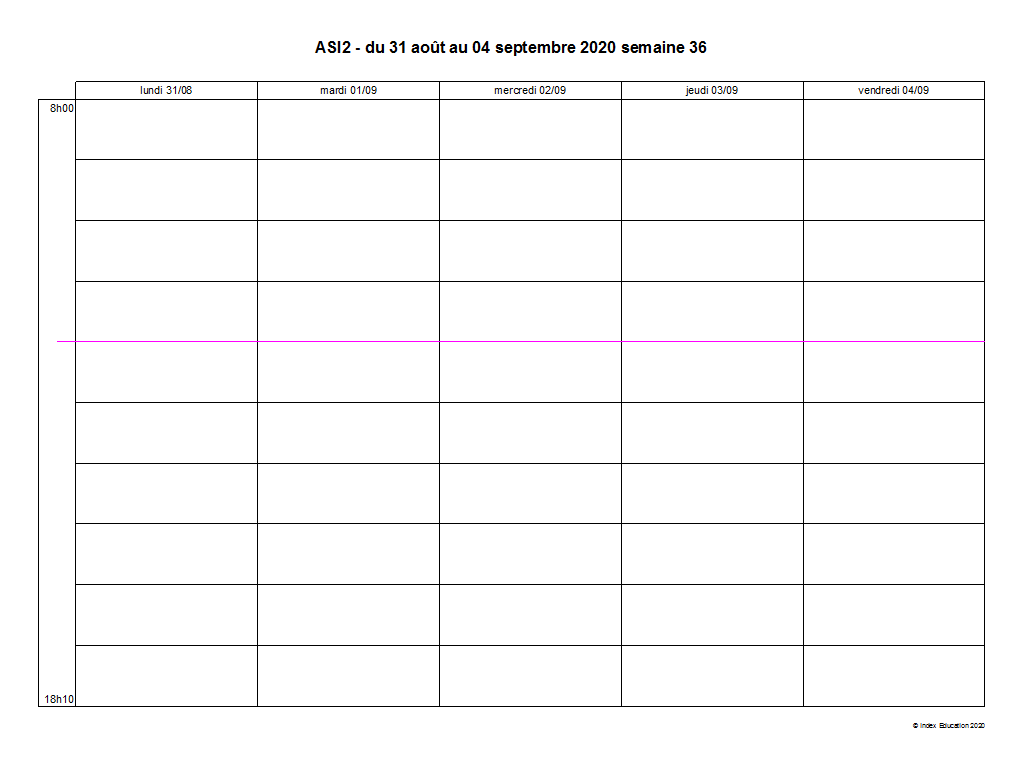 ASI2 - du 31 août au 04 septembre 2020 semaine 36
lundi 31/08 mardi 01/09 mercredi 02/09 jeudi 03/09 vendredi 04/09
8h00
18h10
© Index Education 2020